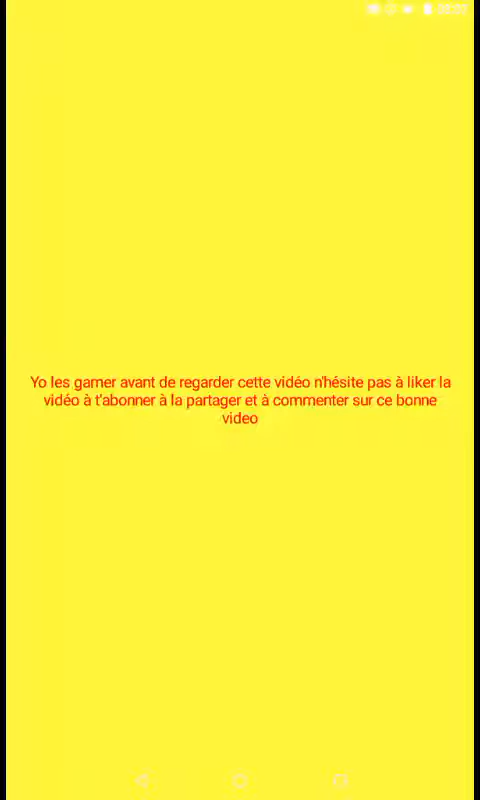 Yo les gamer avant de regarder cette vidéo n'hésite pas à liker la
vidéo à t'abonner à la partager et à commenter sur ce bonne
video